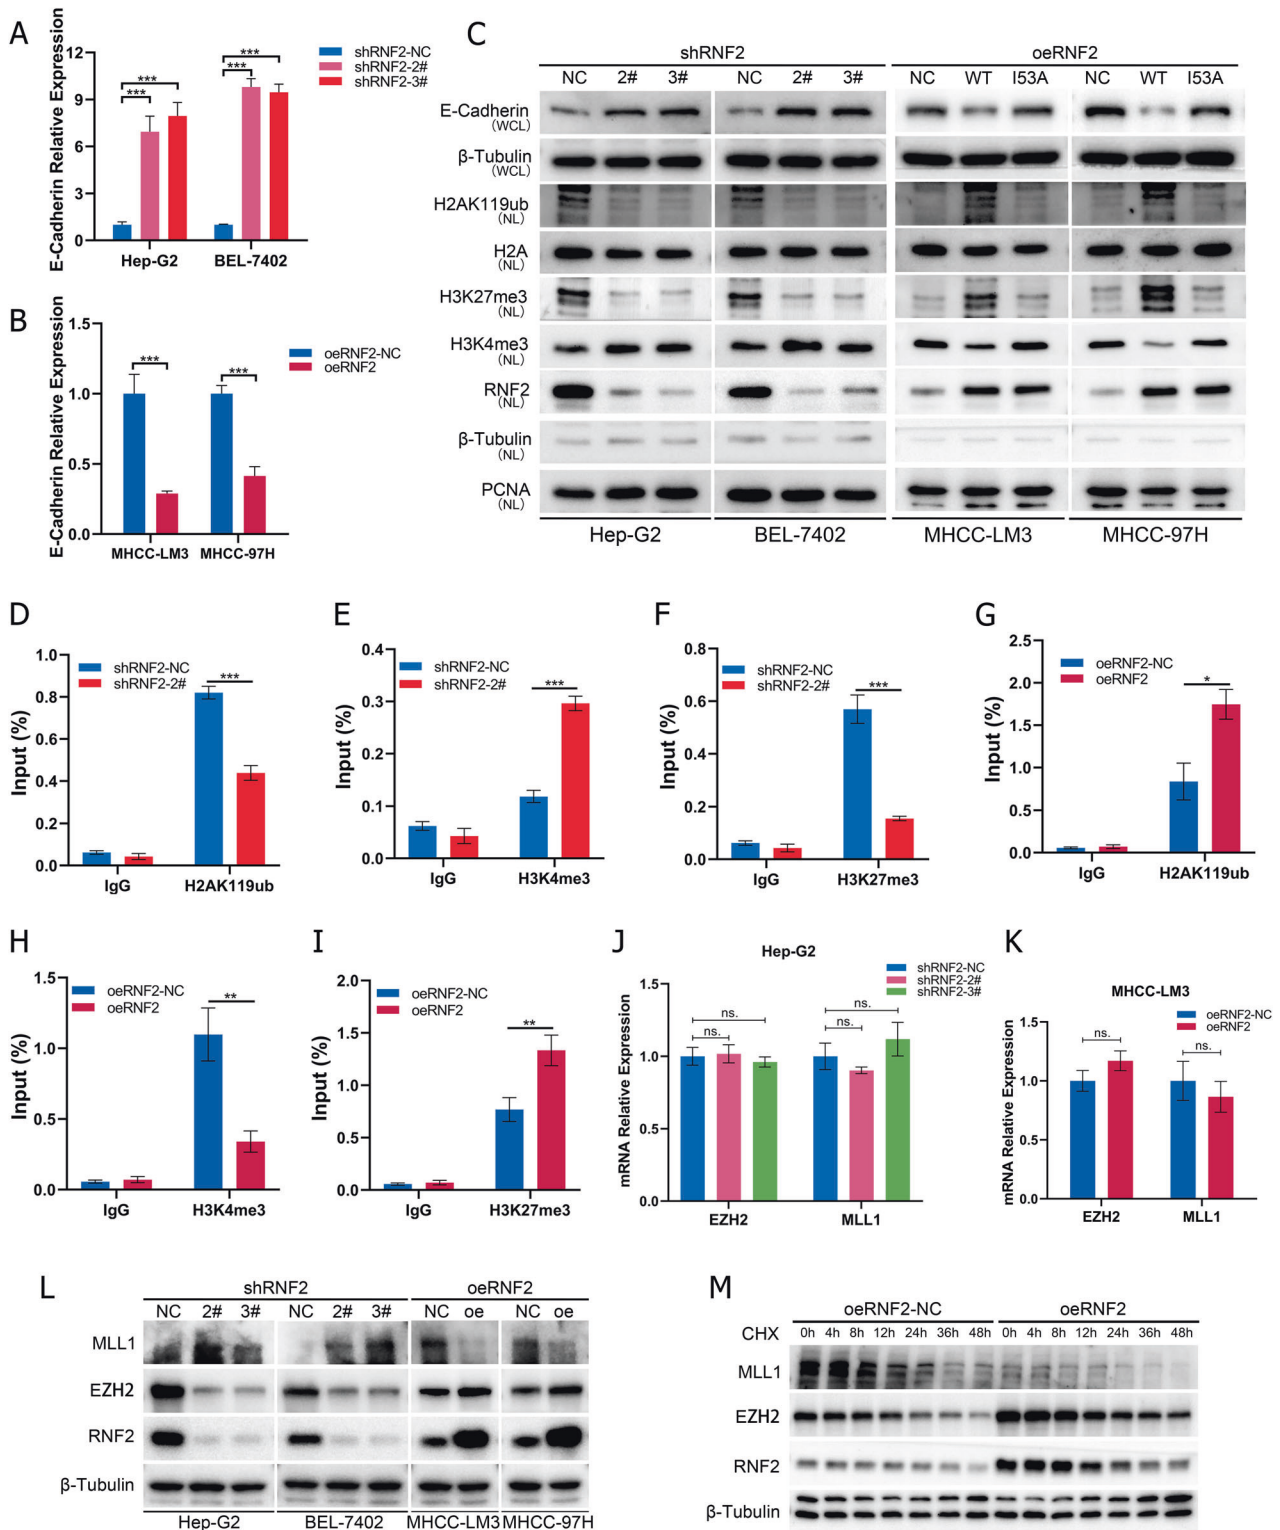 A
E-Cadherin Relative Expression
12
9
6
3
0
***
***
***
***
Hep-G2
BEL-7402
shRNF2-NC
shRNF2-2#
shRNF2-3#
B
E-Cadherin Relative Expression
1.5
1.0
0.5
0.0
***
***
MHCC-LM3
MHCC-97H
oeRNF2-NC
oeRNF2
C
shRNF2
oeRNF2
NC 2# 3# NC 2# 3# NC WT I53A NC WT I53A
E-Cadherin
(WCL)
β-Tubulin
(WCL)
H2AK119ub
(NL)
H2A
(NL)
H3K27me3
(NL)
H3K4me3
(NL)
RNF2
(NL)
β-Tubulin
(NL)
PCNA
(NL)
Hep-G2 BEL-7402 MHCC-LM3 MHCC-97H
D
Input (%)
1.0
0.8
0.6
0.4
0.2
0.0
shRNF2-NC
shRNF2-2#
***
IgG
H2AK119ub
E
Input (%)
0.4
0.3
0.2
0.1
0.0
shRNF2-NC
shRNF2-2#
***
IgG
H3K4me3
F
Input (%)
0.8
0.6
0.4
0.2
0.0
shRNF2-NC
shRNF2-2#
***
IgG
H3K27me3
G
Input (%)
2.5
2.0
1.5
1.0
0.5
0.0
oeRNF2-NC
oeRNF2
*
IgG
H2AK119ub
H
Input (%)
1.5
1.0
0.5
0.0
oeRNF2-NC
oeRNF2
**
IgG
H3K4me3
I
Input (%)
2.0
1.5
1.0
0.5
0.0
oeRNF2-NC
oeRNF2
**
IgG
H3K27me3
J
Hep-G2
mRNA Relative Expression
1.5
1.0
0.5
0.0
shRNF2-NC
shRNF2-2#
shRNF2-3#
ns.
ns.
ns.
ns.
EZH2
MLL1
K
MHCC-LM3
mRNA Relative Expression
1.5
1.0
0.5
0.0
oeRNF2-NC
oeRNF2
ns.
ns.
EZH2
MLL1
L
shRNF2
oeRNF2
NC 2# 3# NC 2# 3# NC oe NC oe
MLL1
EZH2
RNF2
β-Tubulin
Hep-G2 BEL-7402 MHCC-LM3 MHCC-97H
M
oeRNF2-NC
oeRNF2
CHX 0h 4h 8h 12h 24h 36h 48h 0h 4h 8h 12h 24h 36h 48h
MLL1
EZH2
RNF2
β-Tubulin